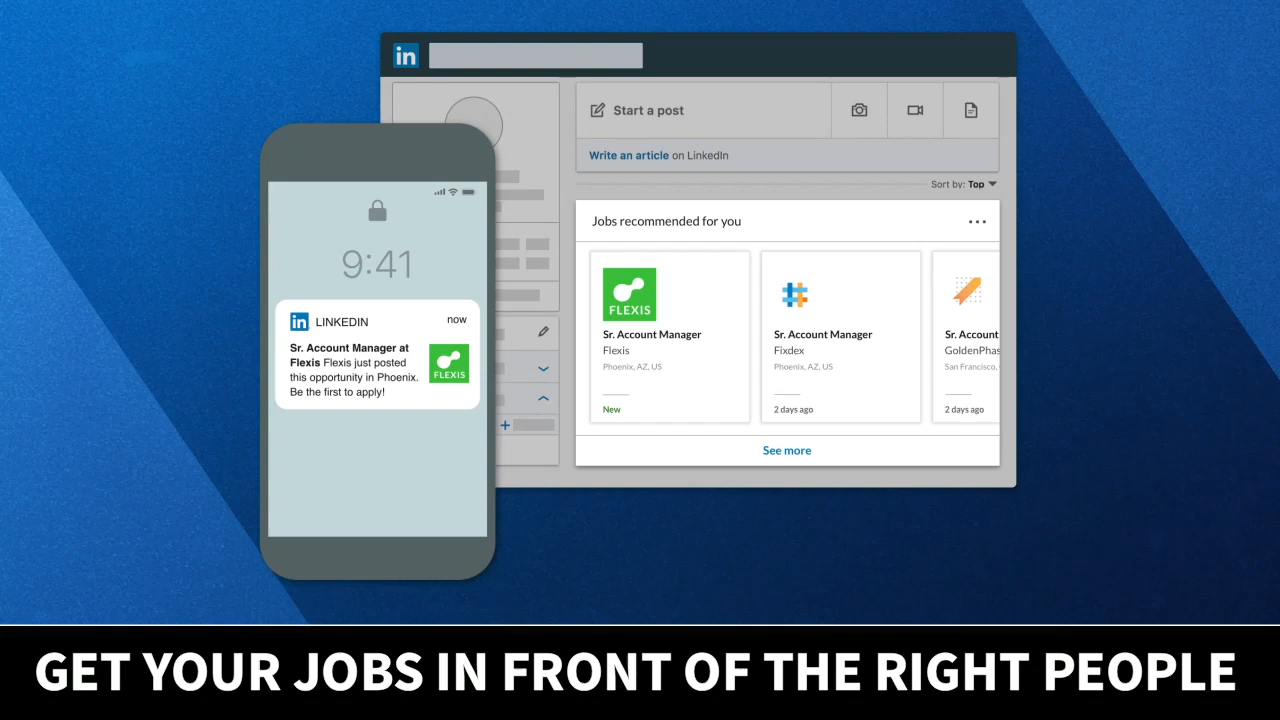 in
Start a post
Write an article on LinkedIn
Sort by: Top
Jobs recommended for you
FLEXIS
Sr. Account Manager
Flexis
Phoenix, AZ, US
New
Sr. Account Manager
Fixdex
Phoenix, AZ, US
2 days ago
Sr. Account
GoldenPhas
San Francisco,
2 days ago
See more
9:41
in LINKEDIN now
Sr. Account Manager at
Flexis Flexis just posted
this opportunity in Phoenix.
Be the first to apply!
FLEXIS
GET YOUR JOBS IN FRONT OF THE RIGHT PEOPLE